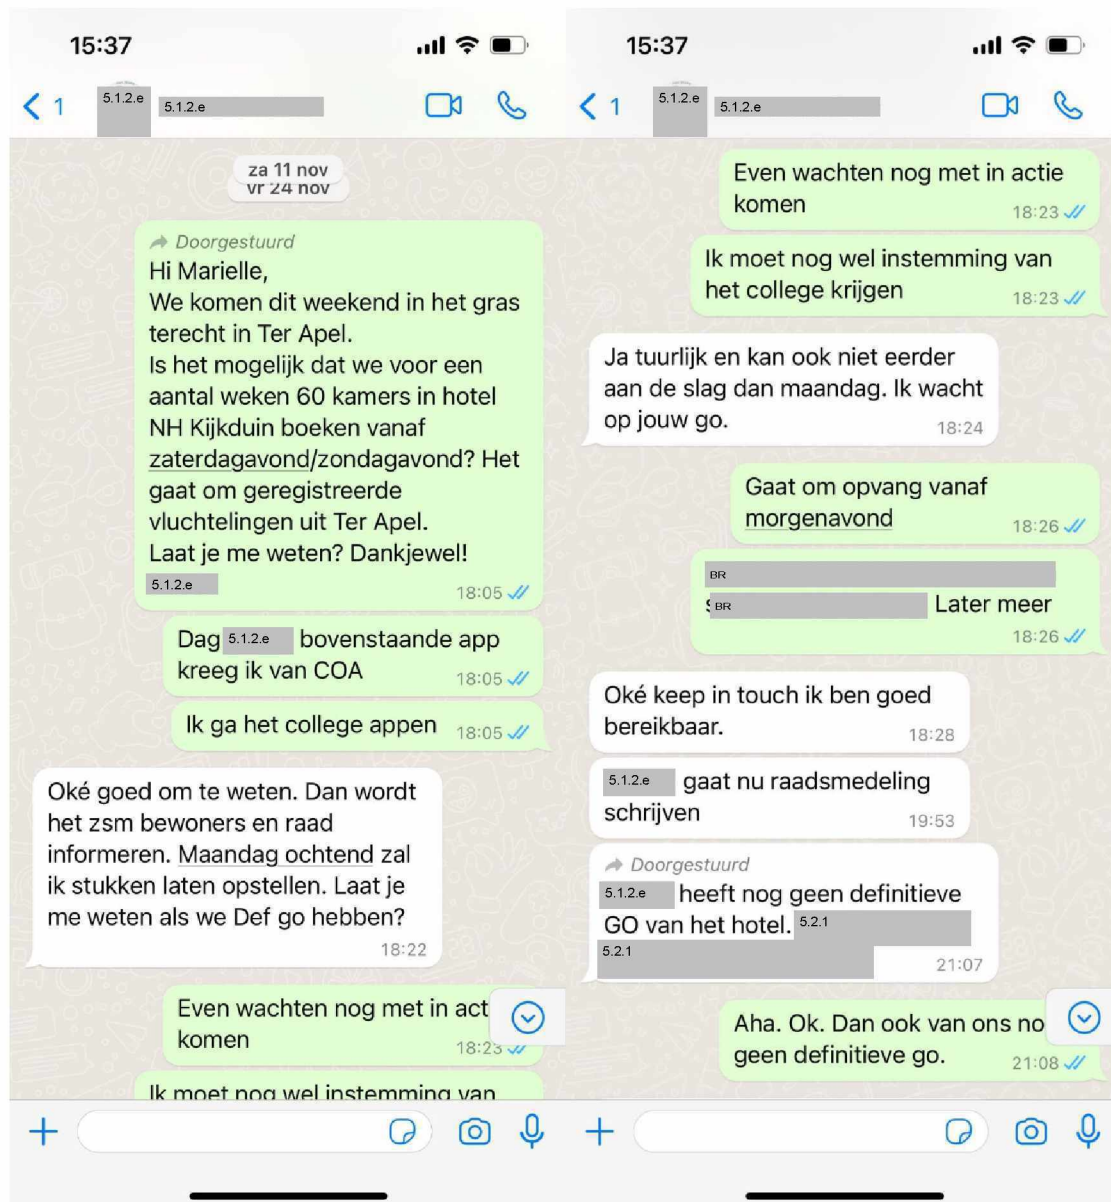 15:37
1
5.1.2.e
5.1.2.e
za 11 nov
vr 24 nov
Doorgestuurd
Hi Marielle,
We komen dit weekend in het gras
terecht in Ter Apel.
Is het mogelijk dat we voor een
aantal weken 60 kamers in hotel
NH Kijkduin boeken vanaf
zaterdagavond/zondagavond? Het
gaat om geregistreerde
vluchtelingen uit Ter Apel.
Laat je me weten? Dankjewel!
5.1.2.e
18:05
Dag 5.1.2.e bovenstaande app
kreeg ik van COA
18:05
Ik ga het college appen 18:05
Oké goed om te weten. Dan wordt
het zsm bewoners en raad
informeren. Maandag ochtend zal
ik stukken laten opstellen. Laat je
me weten als we Def go hebben?
18:22
Even wachten nog met in act
komen
18:23
Ik moet nog wel instemming van
15:37
1
5.1.2.e
5.1.2.e
Even wachten nog met in actie
komen
18:23
Ik moet nog wel instemming van
het college krijgen
18:23
Ja tuurlijk en kan ook niet eerder
aan de slag dan maandag. Ik wacht
op jouw go.
18:24
Gaat om opvang vanaf
morgenavond
18:26
BR
BR Later meer
18:26
Oké keep in touch ik ben goed
bereikbaar.
18:28
5.1.2.e gaat nu raadsmedeling
schrijven
19:53
Doorgestuurd
5.1.2.e heeft nog geen definitieve
GO van het hotel. 5.2.1
5.2.1
21:07
Aha. Ok. Dan ook van ons no
geen definitieve go.
21:08